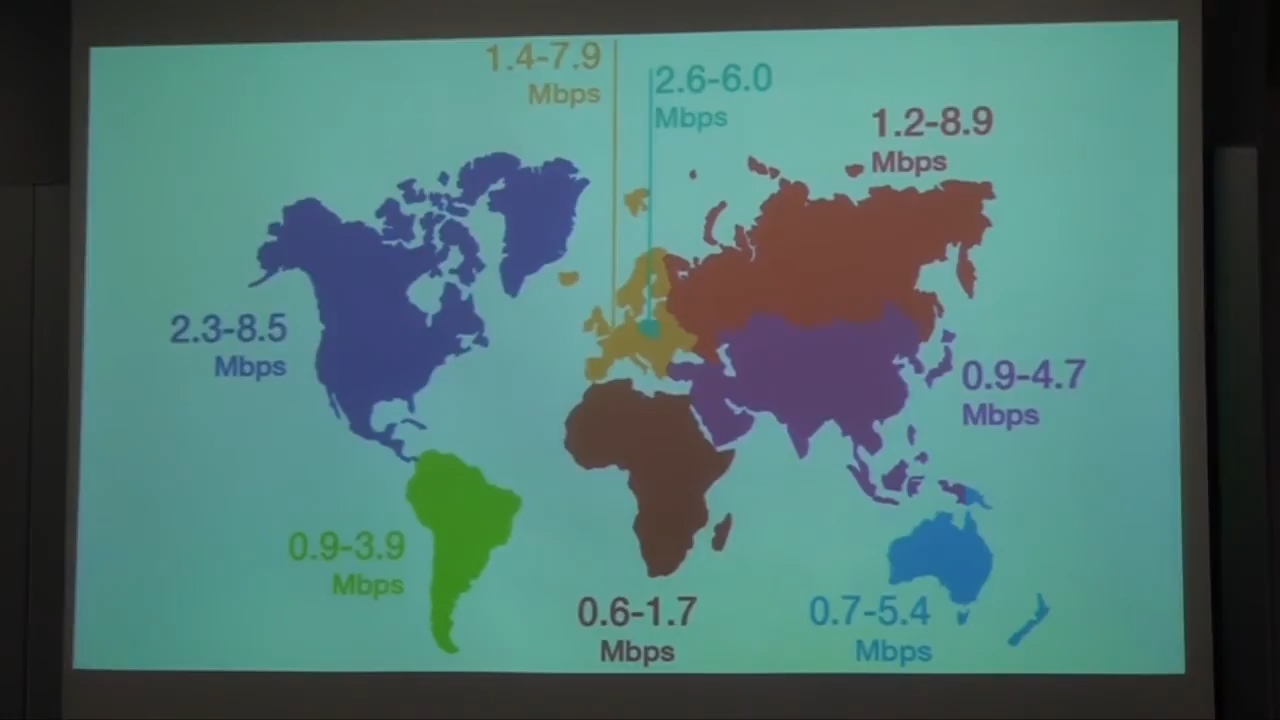 1.4-7.9
Mbps
2.6-6.0
Mbps
1.2-8.9
Mbps
2.3-8.5
Mbps
0.9-4.7
Mbps
0.9-3.9
Mbps
0.6-1.7
Mbps
0.7-5.4
Mbps